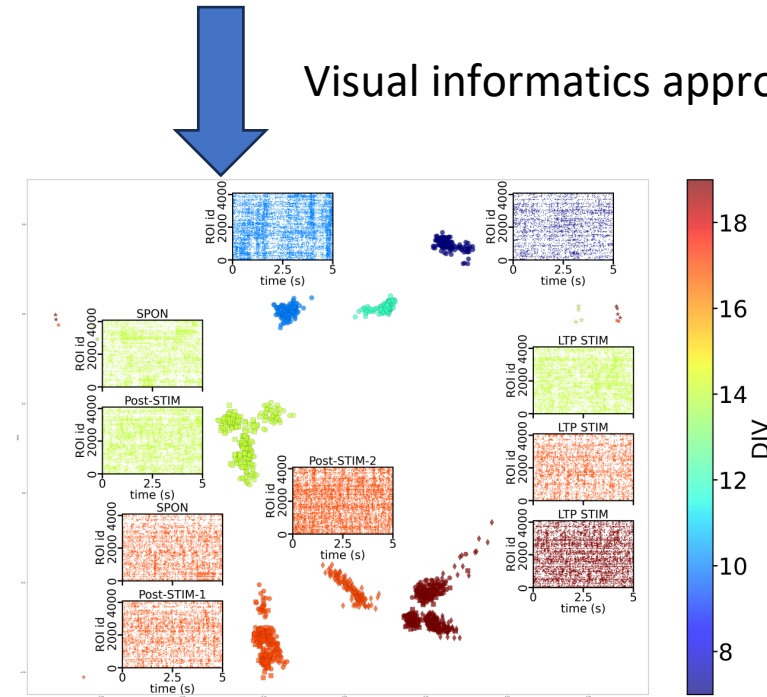 Visual informatics appro
ROI id
0 2000 4000
0 2.5 5
time (s)
ROI id
0 2000 4000
0 2.5 5
time (s)
SPON
ROI id
0 2000 4000
Post-STIM
ROI id
0 2000 4000
0 2.5 5
time (s)
LTP STIM
ROI id
0 2000 4000
LTP STIM
ROI id
0 2000 4000
LTP STIM
ROI id
0 2000 4000
0 2.5 5
time (s)
Post-STIM-2
ROI id
0 2000 4000
0 2.5 5
time (s)
SPON
ROI id
0 2000 4000
Post-STIM-1
ROI id
0 2000 4000
0 2.5 5
time (s)
18
16
14
12
10
8
DIV